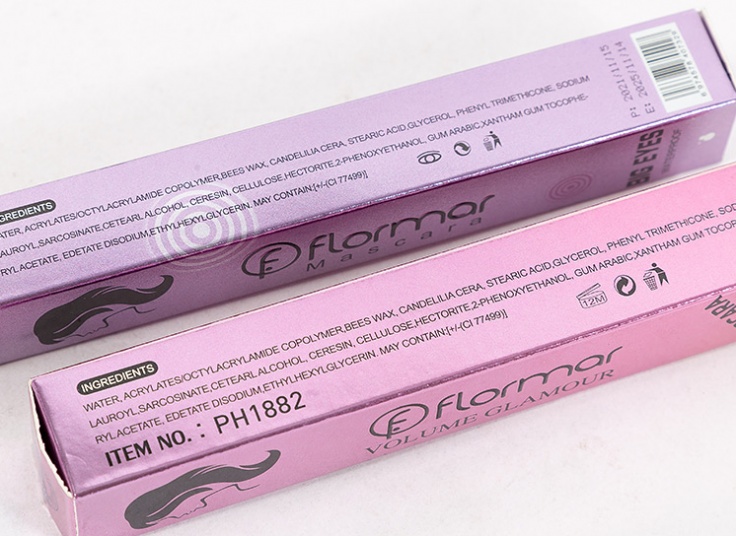 INGREDIENTS
WATER, ACRYLATES/OCTYLACRYLAMIDE COPOLYMER,BEES WAX, CANDELILIA CERA, STEARIC ACID,GLYCEROL, PHENYL TRIMETHICONE, SODIUM
LAUROYL,SARCOSINATE,CETEARL ALCOHOL, CERESIN, CELLULOSE,HECTORITE,2-PHENOXYETHANOL, GUM ARABIC,XANTHAM GUM TOCOPHE-
RYLACETATE, EDETATE DISODIUM,ETHYLHEXYLGLYCERIN. MAY CONTAIN:[+/-(CI 77499)]
P: 2021/11/15
E: 2025/11/14
flormar
Mascara
BIG EYES
INGREDIENTS
WATER, ACRYLATES/OCTYLACRYLAMIDE COPOLYMER,BEES WAX, CANDELILIA CERA, STEARIC ACID,GLYCEROL, PHENYL TRIMETHICONE, SOD
LAUROYL,SARCOSINATE,CETEARL ALCOHOL, CERESIN, CELLULOSE,HECTORITE,2-PHENOXYETHANOL, GUM ARABIC,XANTHAM GUM TOCOP
RYLACETATE, EDETATE DISODIUM,ETHYLHEXYLGLYCERIN. MAY CONTAIN:[+/-(CI 77499)]
12M
ITEM NO. : PH1882
flormar
VOLUME GLAMOUR